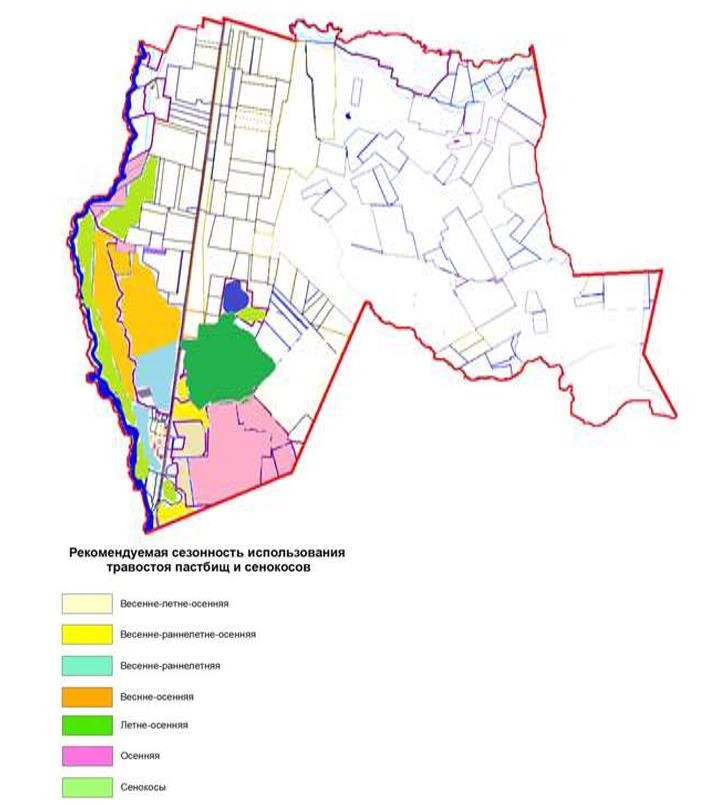 Рекомендуемая сезонность использования
травостоя пастбищ и сенокосов
Весенне-летне-осенняя
Весенне-раннелетне-осенняя
Весенне-раннелетняя
Веснне-осенняя
Летне-осенняя
Осенняя
Сенокосы